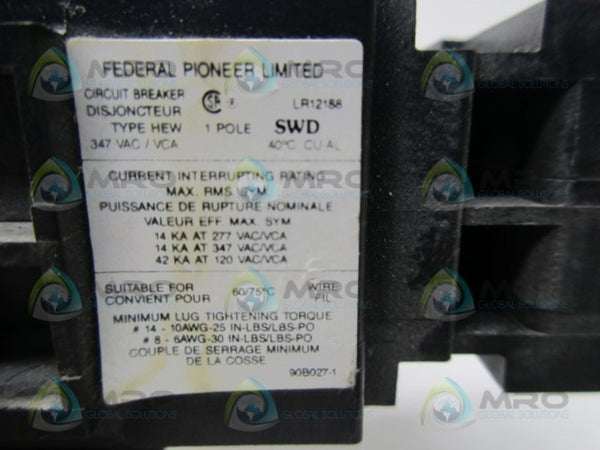 FEDERAL PIONEER LIMITED
CIRCUIT BREAKER
DISJONCTEUR
SA ® LR12188
TYPE HEW 1 POLE SWD
347 VAC / VCA 40°C CU-AL
CURRENT INTERRUPTING RATING
MAX. RMS SYM
PUISSANCE DE RUPTURE NOMINALE
VALEUR EFF MAX. SYM
14 KA AT 277 VAC/VCA
14 KA AT 347 VAC/VCA
42 KA AT 120 VAC/VCA
SUITABLE FOR 60/75°C WIRE
CONVIENT POUR FIL
MINIMUM LUG TIGHTENING TORQUE
# 14 - 10AWG-25 IN-LBS/LBS-PO
# 8 - 6AWG-30 IN-LBS/LBS-PO
COUPLE DE SERRAGE MINIMUM
DE LA COSSE
90B027-1
MRO
GLOBAL SOLUTIONS